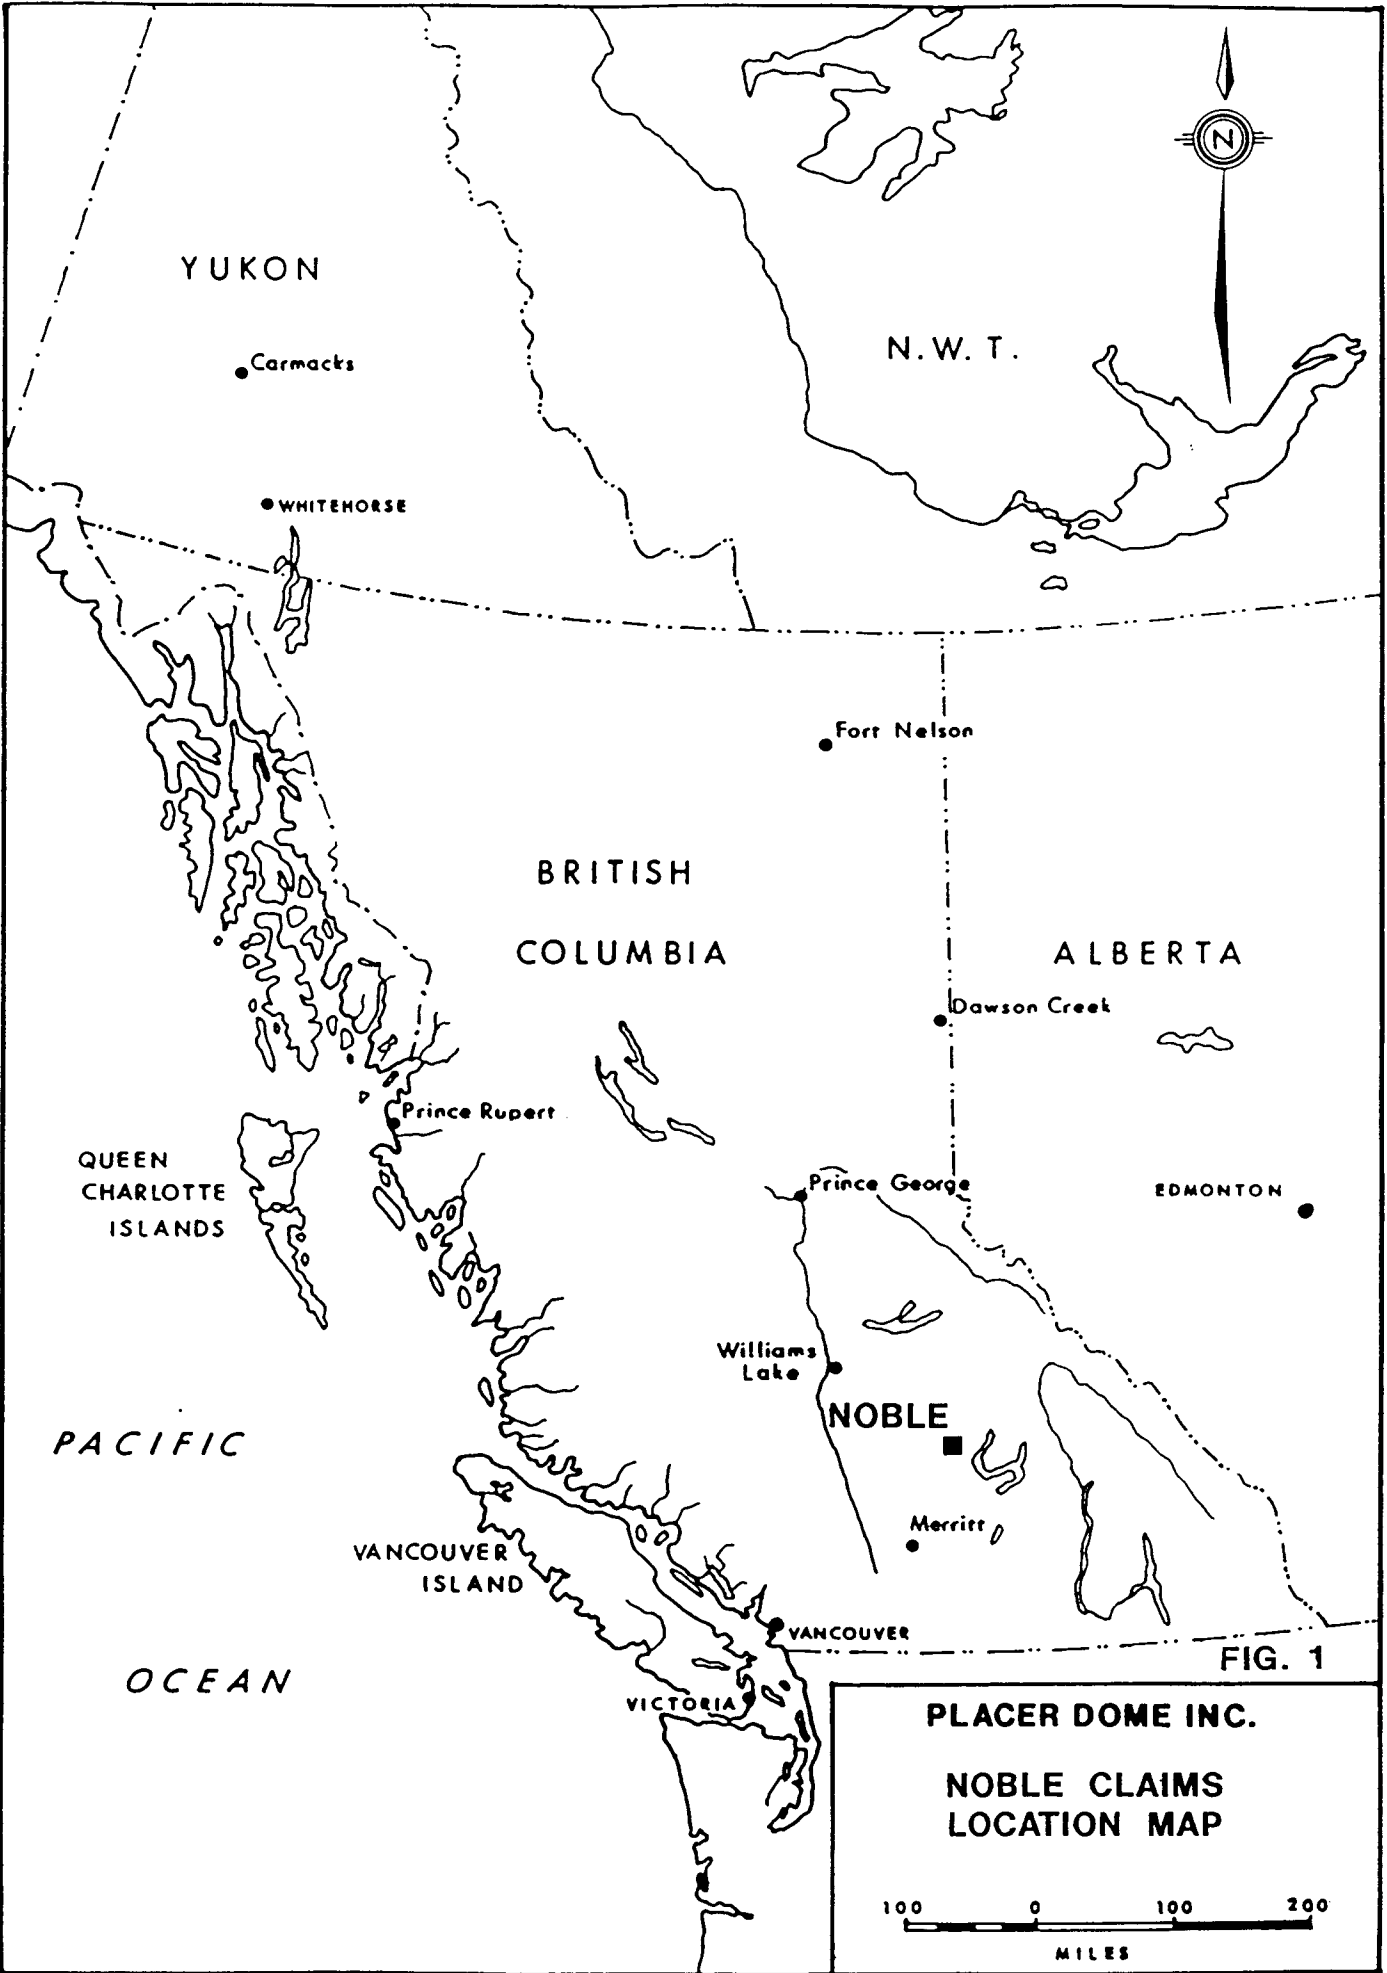 N
YUKON
N.W.T.
Carmacks
WHITEHORSE
Fort Nelson
BRITISH
COLUMBIA
ALBERTA
Dawson Creek
Prince Rupert
QUEEN
CHARLOTTE
ISLANDS
Prince George
EDMONTON
Williams
Lake
NOBLE
PACIFIC
Merritt
VANCOUVER
ISLAND
VANCOUVER
FIG. 1
OCEAN
VICTORIA
PLACER DOME INC.
NOBLE CLAIMS
LOCATION MAP
100 0 100 200
MILES